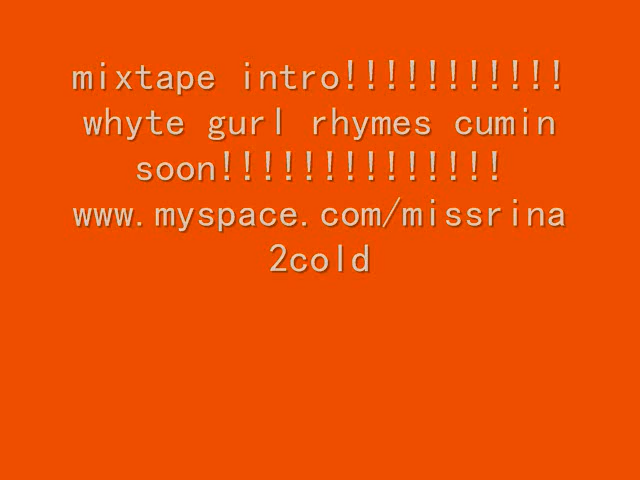 mixtape intro!!!!!!!!!!!
whyte gurl rhymes cumin
soon!!!!!!!!!!!!!!
www.myspace.com/missrina
2cold